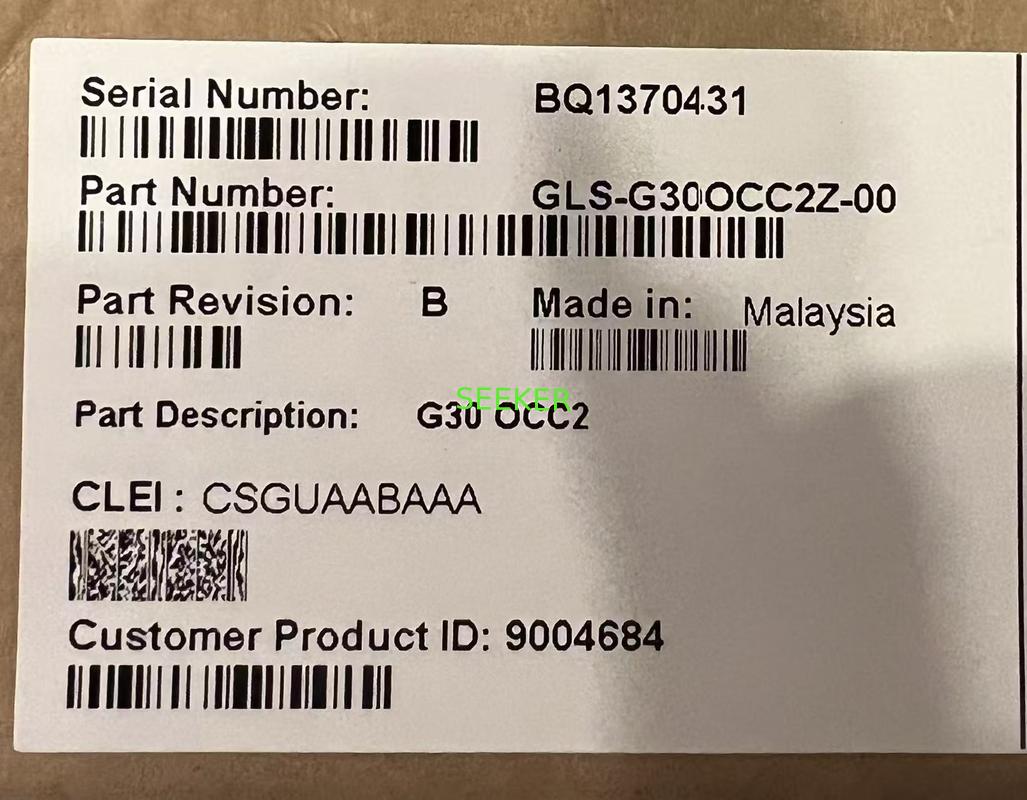 Serial Number: BQ1370431
Part Number: GLS-G30OCC2Z-00
Part Revision: B Made in: Malaysia
SEEKER
Part Description: G30 OCC2
CLEI : CSGUAABAAA
Customer Product ID: 9004684